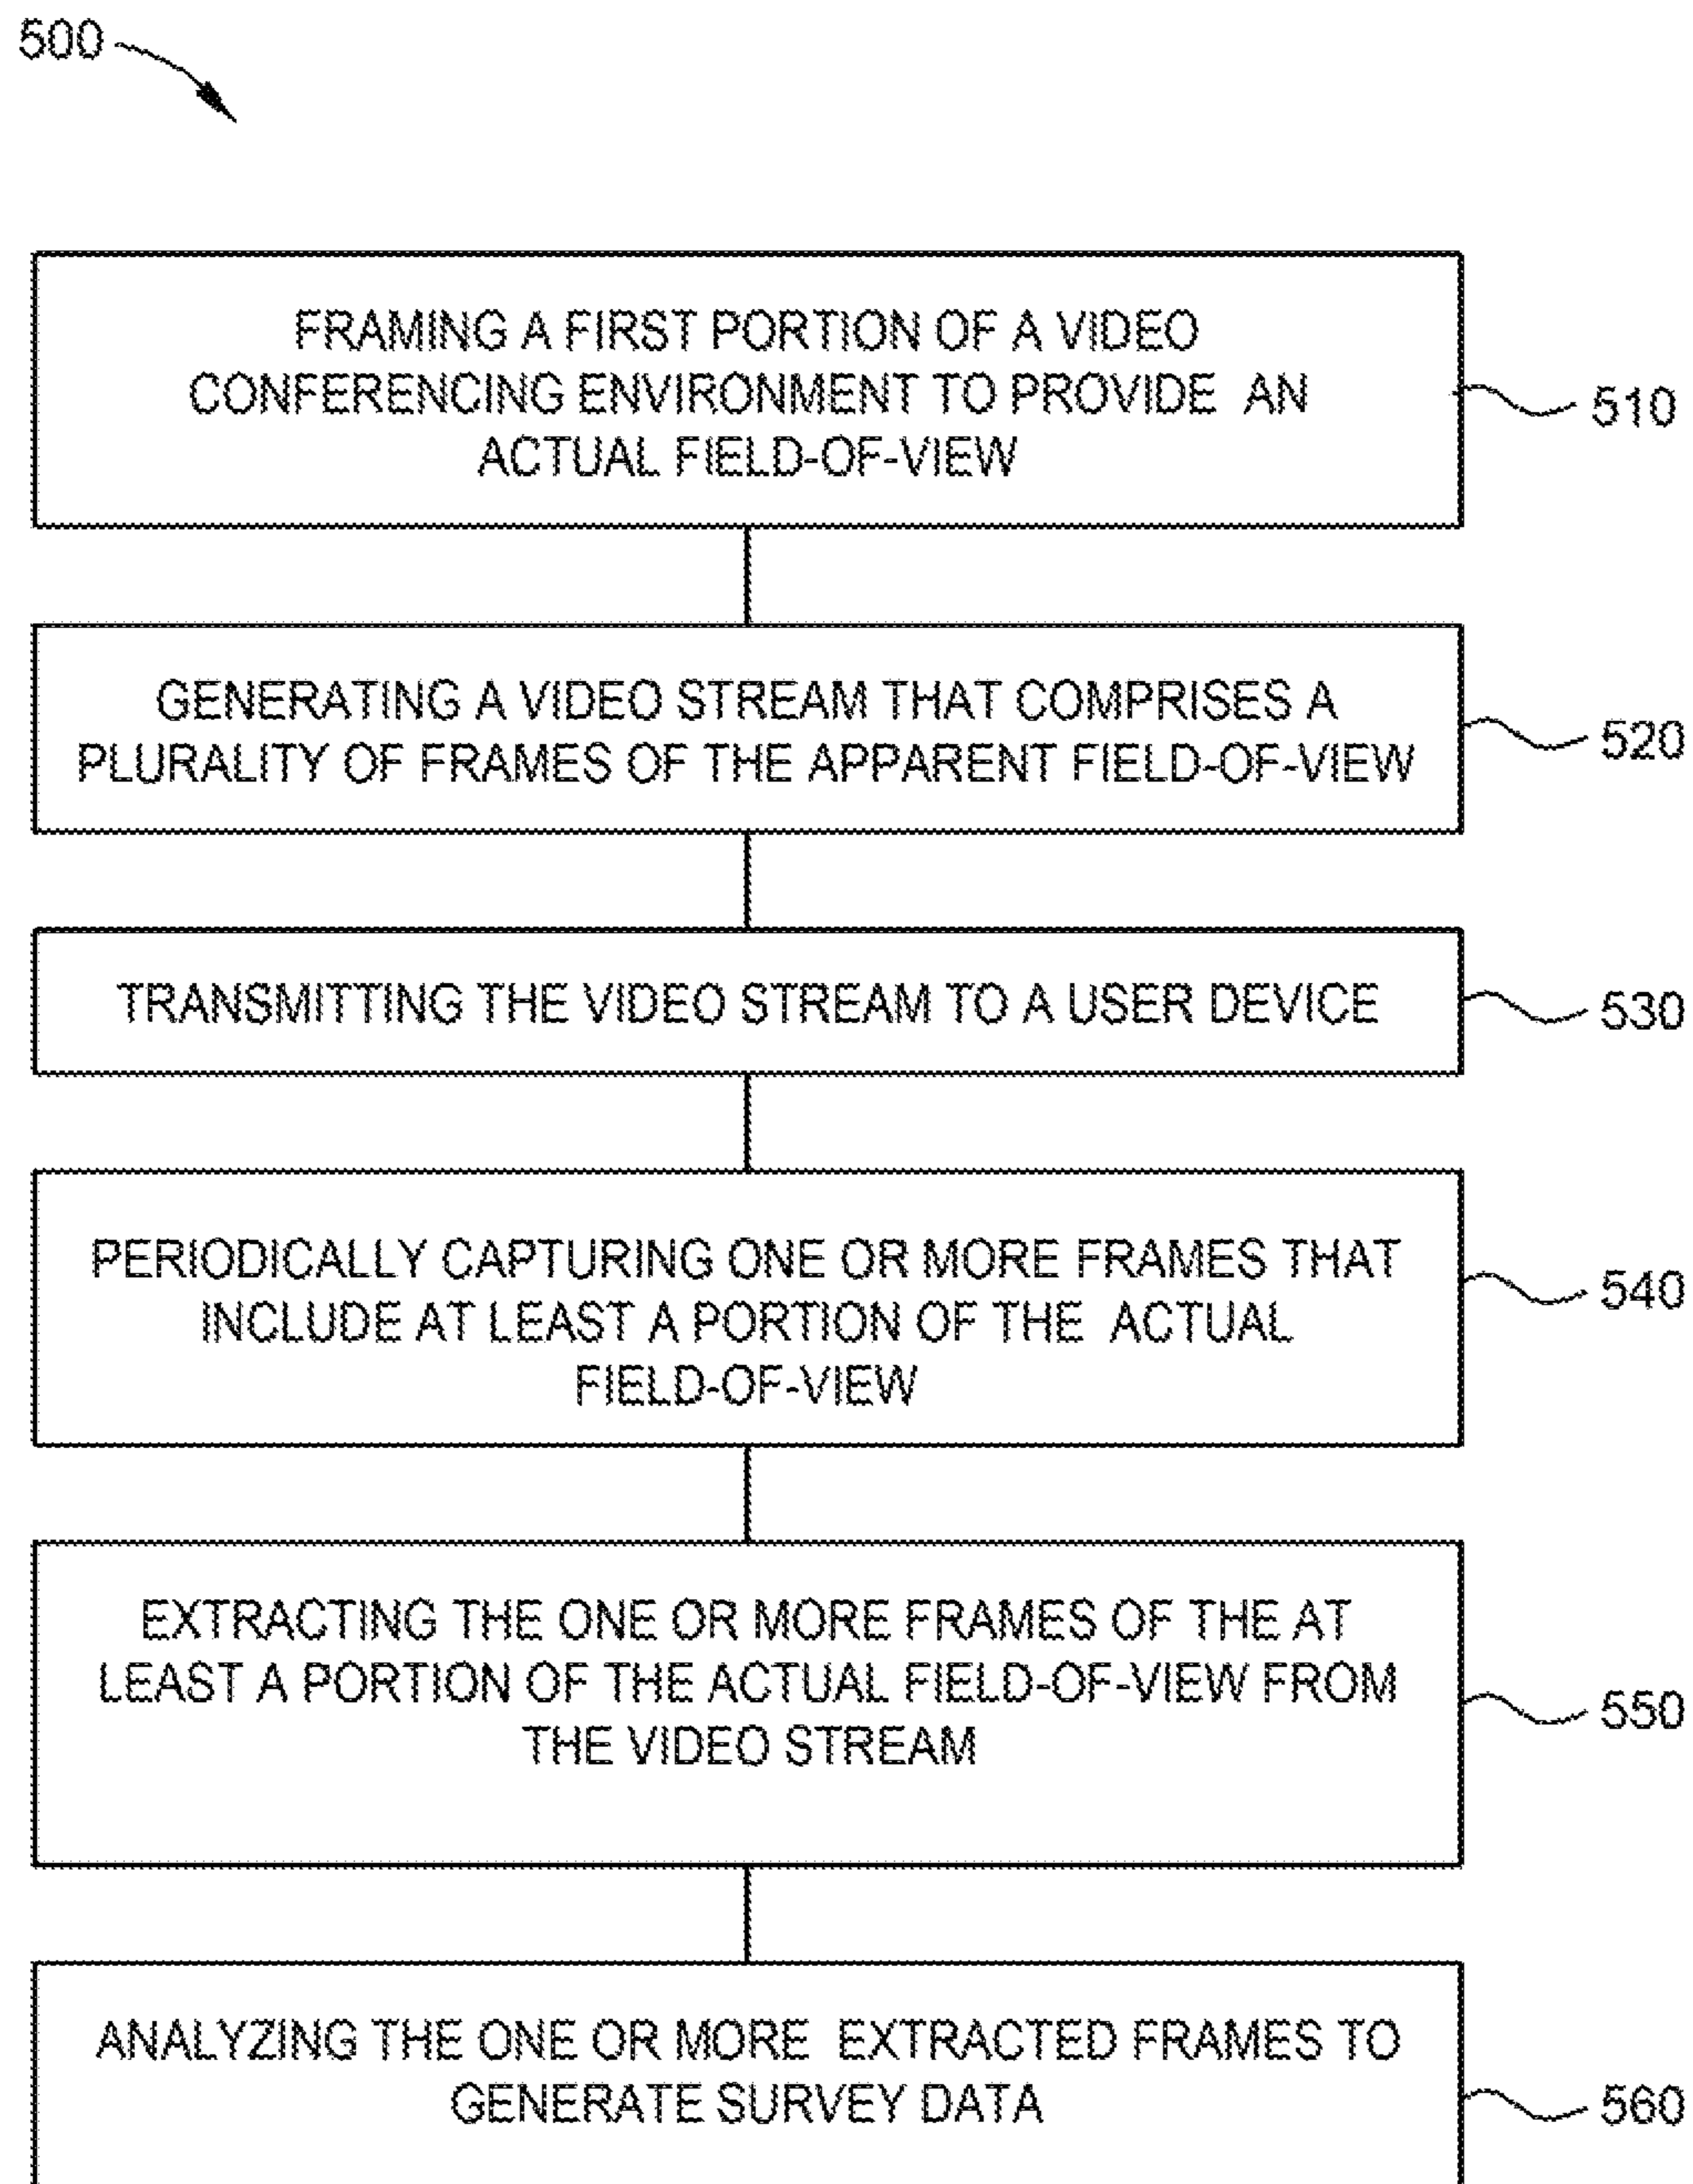 500
FRAMING A FIRST PORTION OF A VIDEO
CONFERENCING ENVIRONMENT TO PROVIDE AN
ACTUAL FIELD-OF-VIEW
510
GENERATING A VIDEO STREAM THAT COMPRISES A
PLURALITY OF FRAMES OF THE APPARENT FIELD-OF-VIEW
520
TRANSMITTING THE VIDEO STREAM TO A USER DEVICE
530
PERIODICALLY CAPTURING ONE OR MORE FRAMES THAT
INCLUDE AT LEAST A PORTION OF THE ACTUAL
FIELD-OF-VIEW
540
EXTRACTING THE ONE OR MORE FRAMES OF THE AT
LEAST A PORTION OF THE ACTUAL FIELD-OF-VIEW FROM
THE VIDEO STREAM
550
ANALYZING THE ONE OR MORE EXTRACTED FRAMES TO
GENERATE SURVEY DATA
560